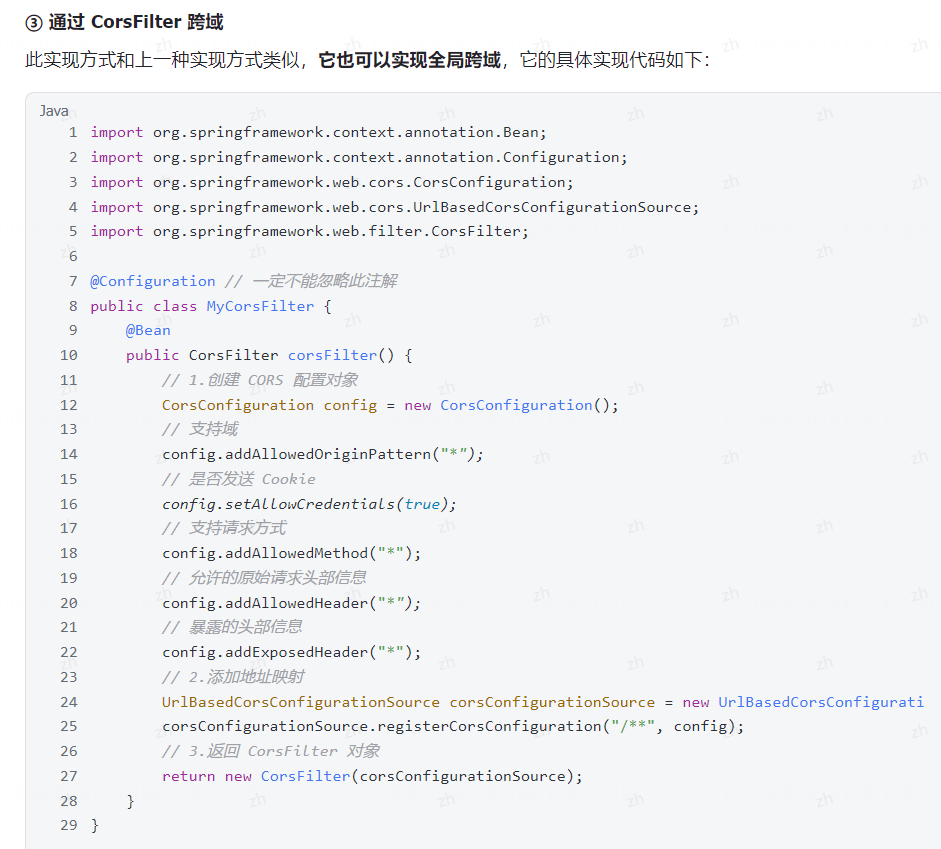 ③ 通过 CorsFilter 跨域
此实现方式和上一种实现方式类似，它也可以实现全局跨域，它的具体实现代码如下：
Java
1 import org.springframework.context.annotation.Bean;
2 import org.springframework.context.annotation.Configuration;
3 import org.springframework.web.cors.CorsConfiguration;
4 import org.springframework.web.cors.UrlBasedCorsConfigurationSource;
5 import org.springframework.web.filter.CorsFilter;
6
7 @Configuration // 一定不能忽略此注解
8 public class MyCorsFilter {
9     @Bean
10     public CorsFilter corsFilter() {
11         // 1.创建 CORS 配置对象
12         CorsConfiguration config = new CorsConfiguration();
13         // 支持域
14         config.addAllowedOriginPattern("*");
15         // 是否发送 Cookie
16         config.setAllowCredentials(true);
17         // 支持请求方式
18         config.addAllowedMethod("*");
19         // 允许的原始请求头部信息
20         config.addAllowedHeader("*");
21         // 暴露的头部信息
22         config.addExposedHeader("*");
23         // 2.添加地址映射
24         UrlBasedCorsConfigurationSource corsConfigurationSource = new UrlBasedCorsConfigurati
25         corsConfigurationSource.registerCorsConfiguration("/**", config);
26         // 3.返回 CorsFilter 对象
27         return new CorsFilter(corsConfigurationSource);
28     }
29 }